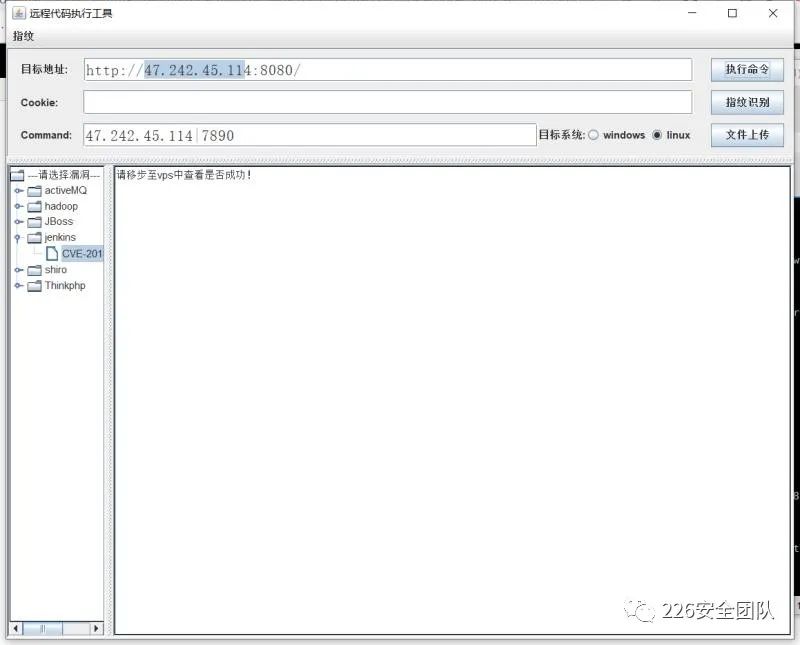 远程代码执行工具
指纹
目标地址: http://47.242.45.114:8080/ 执行命令
Cookie: 指纹识别
Command: 47.242.45.114|7890 目标系统: windows linux 文件上传
---请选择漏洞---
activeMQ
hadoop
JBoss
jenkins
CVE-201
shiro
Thinkphp
请移步至vps中查看是否成功!
226安全团队